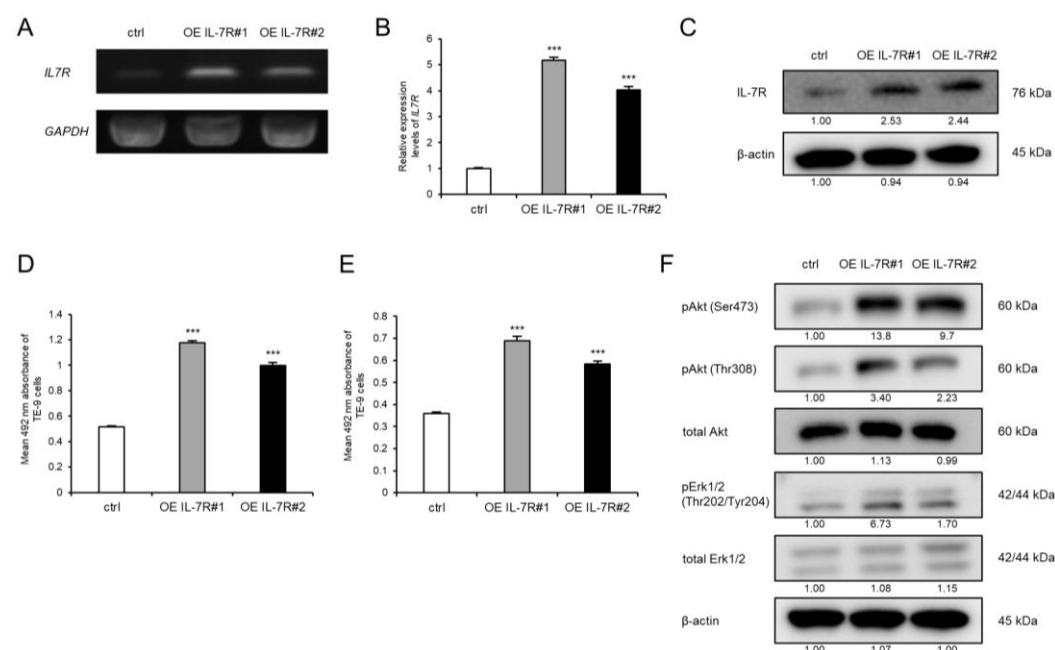 A
ctrl OE IL-7R#1 OE IL-7R#2
IL7R
GAPDH
B
Relative expression
levels of IL7R
6
5
4
3
2
1
0
***
***
ctrl OE IL-7R#1 OE IL-7R#2
C
ctrl OE IL-7R#1 OE IL-7R#2
IL-7R 76 kDa
1.00 2.53 2.44
β-actin 45 kDa
1.00 0.94 0.94
D
Mean 492 nm absorbance of
TE-9 cells
1.4
1.2
1
0.8
0.6
0.4
0.2
0
***
***
ctrl OE IL-7R#1 OE IL-7R#2
E
Mean 492 nm absorbance of
TE-9 cells
0.8
0.7
0.6
0.5
0.4
0.3
0.2
0.1
0
***
***
ctrl OE IL-7R#1 OE IL-7R#2
F
ctrl OE IL-7R#1 OE IL-7R#2
pAkt (Ser473) 60 kDa
1.00 13.8 9.7
pAkt (Thr308) 60 kDa
1.00 3.40 2.23
total Akt 60 kDa
1.00 1.13 0.99
pErk1/2
(Thr202/Tyr204) 42/44 kDa
1.00 6.73 1.70
total Erk1/2 42/44 kDa
1.00 1.08 1.15
β-actin 45 kDa
1.00 1.07 1.00